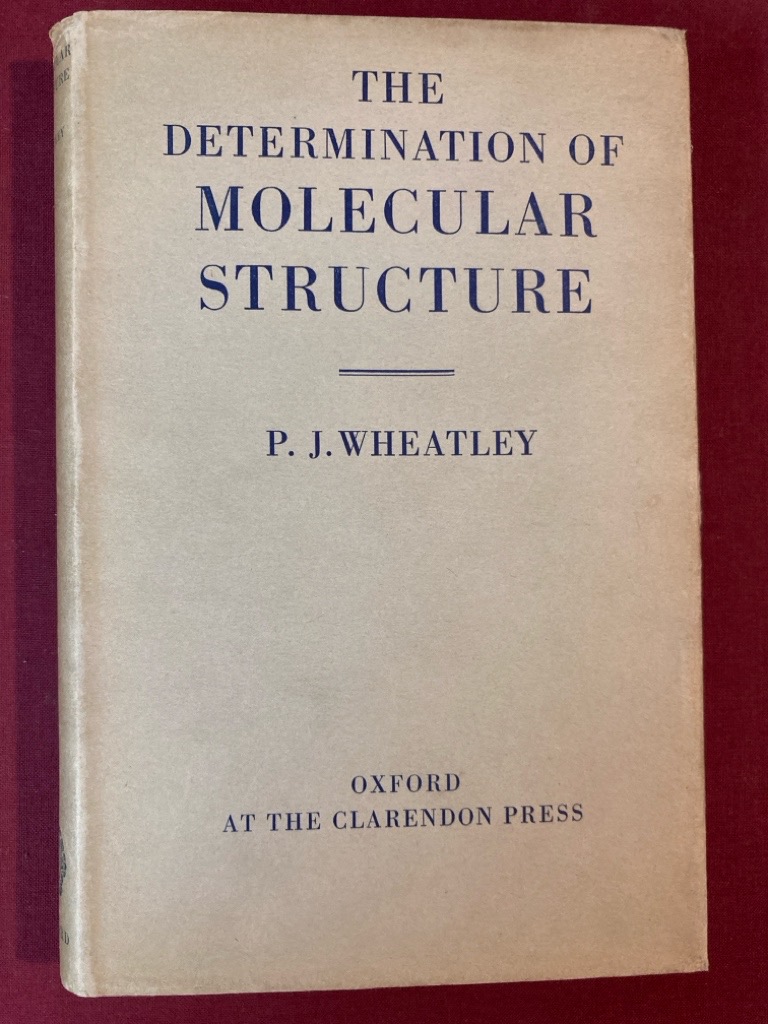 THE
DETERMINATION OF
MOLECULAR
STRUCTURE
P. J. WHEATLEY
OXFORD
AT THE CLARENDON PRESS